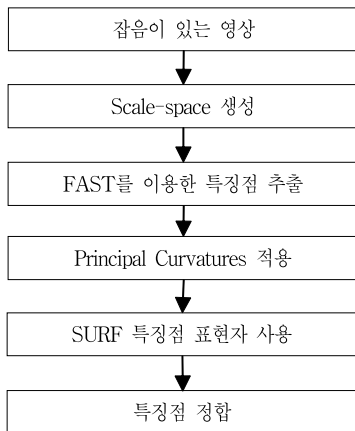 잡음이 있는 영상
Scale-space 생성
FAST를 이용한 특징점 추출
Principal Curvatures 적용
SURF 특징점 표현자 사용
특징점 정합